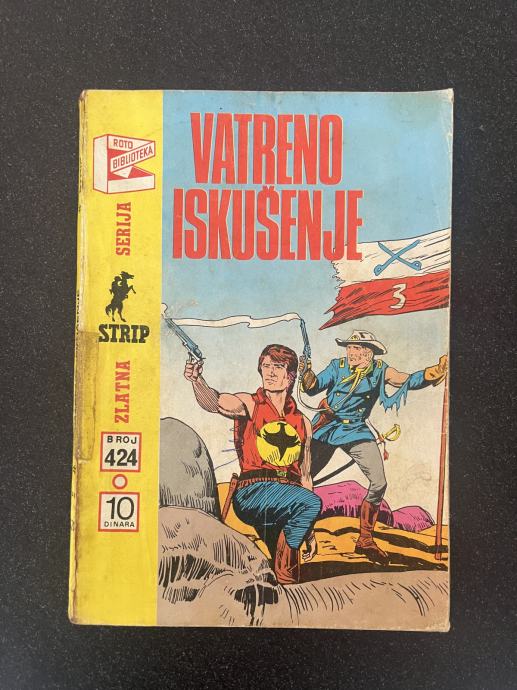 VATRENO
ISKUŠENJE
ROTO
BIBLIOTEKA
ZLATNA SERIJA
STRIP
BROJ
424
10
DINARA
3